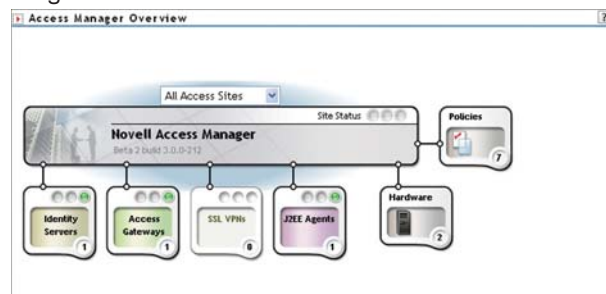 Access Manager Overview
?
All Access Sites
Site Status
Novell Access Manager
Beta 2 build 3.0.0-212
Policies
7
Identity
Servers
1
Access
Gateways
1
SSL VPNs
0
J2EE Agents
1
Hardware
2